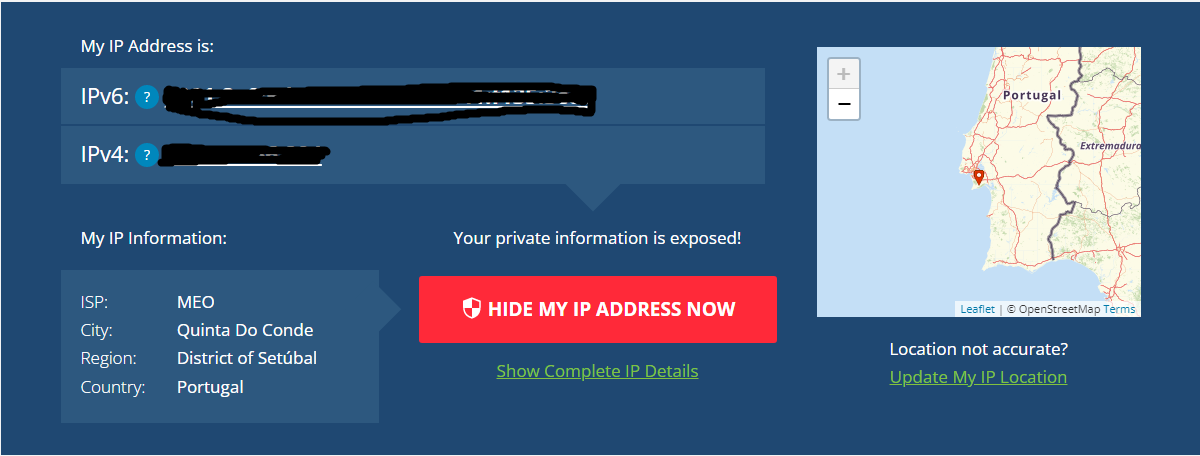 My IP Address is:
IPv6: ?
IPv4: ?
My IP Information:
ISP: MEO
City: Quinta Do Conde
Region: District of Setúbal
Country: Portugal
Your private information is exposed!
HIDE MY IP ADDRESS NOW
Show Complete IP Details
+
−
Portugal
Extremadura
Leaflet | © OpenStreetMap Terms
Location not accurate?
Update My IP Location